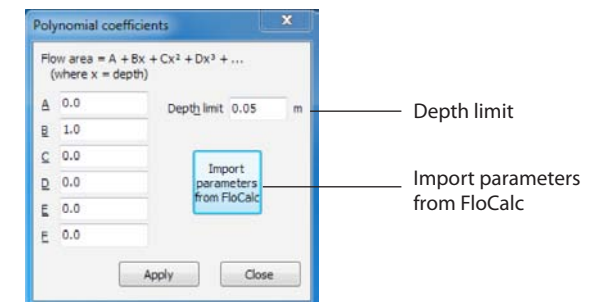 Polynomial coefficients
x
Flow area = A + Bx + Cx² + Dx³ + ...
(where x = depth)
A 0.0
Depth limit 0.05 m
Depth limit
B 1.0
C 0.0
Import
parameters
from FloCalc
Import parameters
from FloCalc
D 0.0
E 0.0
F 0.0
Apply Close